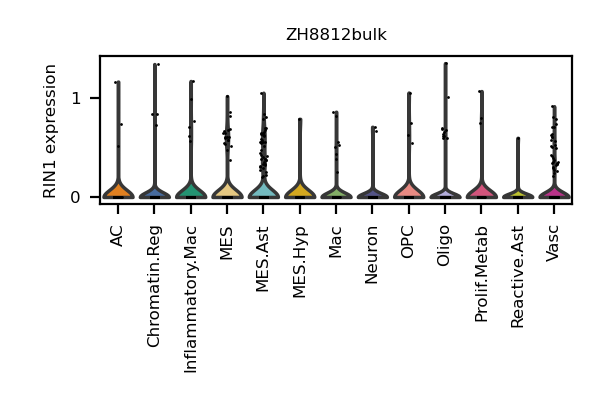 ZH8812bulk
RIN1 expression
1
0
AC
Chromatin.Reg
Inflammatory.Mac
MES
MES.Ast
MES.Hyp
Mac
Neuron
OPC
Oligo
Prolif.Metab
Reactive.Ast
Vasc